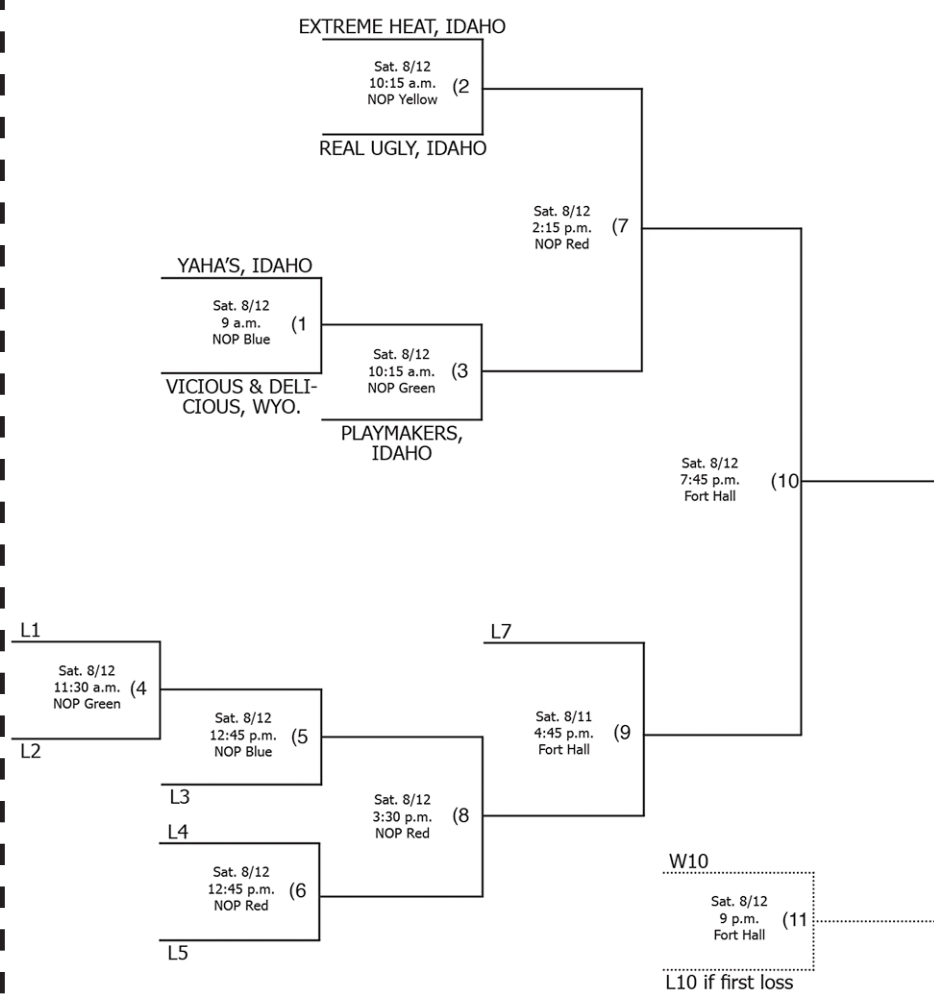 EXTREME HEAT, IDAHO
Sat. 8/12
10:15 a.m.
NOP Yellow
(2
REAL UGLY, IDAHO
Sat. 8/12
2:15 p.m.
NOP Red
(7
YAHA'S, IDAHO
Sat. 8/12
9 a.m.
NOP Blue
(1
VICIOUS & DELI-
CIOUS, WYO.
Sat. 8/12
10:15 a.m.
NOP Green
(3
PLAYMAKERS,
IDAHO
Sat. 8/12
7:45 p.m.
Fort Hall
(10
L1
Sat. 8/12
11:30 a.m.
NOP Green
(4
L2
Sat. 8/12
12:45 p.m.
NOP Blue
(5
L3
L4
Sat. 8/12
12:45 p.m.
NOP Red
(6
L5
Sat. 8/12
3:30 p.m.
NOP Red
(8
L7
Sat. 8/11
4:45 p.m.
Fort Hall
(9
W10
Sat. 8/12
9 p.m.
Fort Hall
(11
L10 if first loss